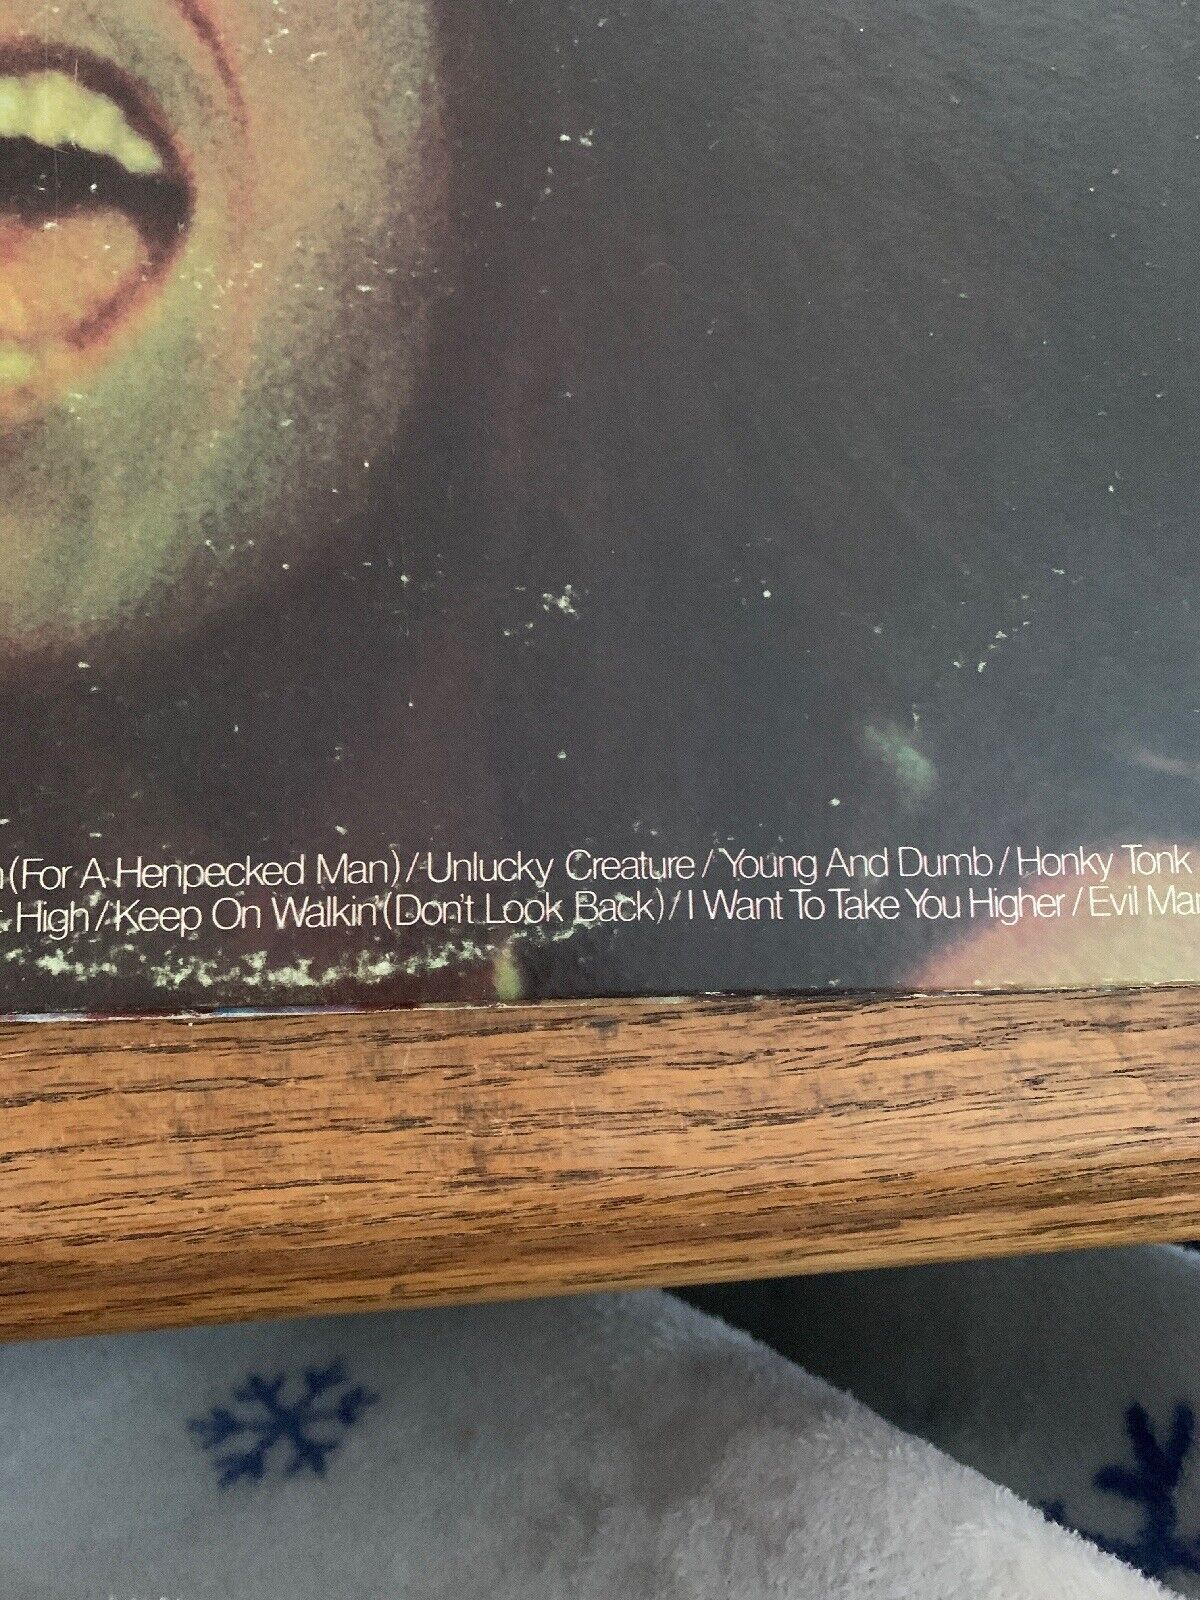 (For A Henpecked Man) / Unlucky Creature / Young And Dumb / Honky Tonk
High / Keep On Walkin' (Don't Look Back) / I Want To Take You Higher / Evil Man